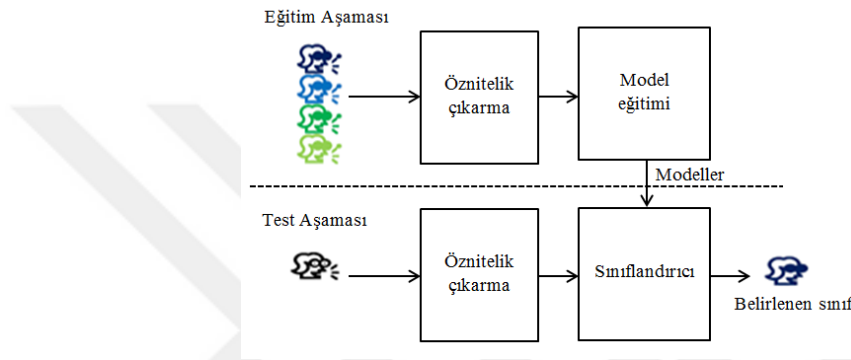 Eğitim Aşaması
Öznitelik
çıkarma
Model
eğitimi
Modeller
Test Aşaması
Öznitelik
çıkarma
Sınıflandırıcı
Belirlenen sınıf